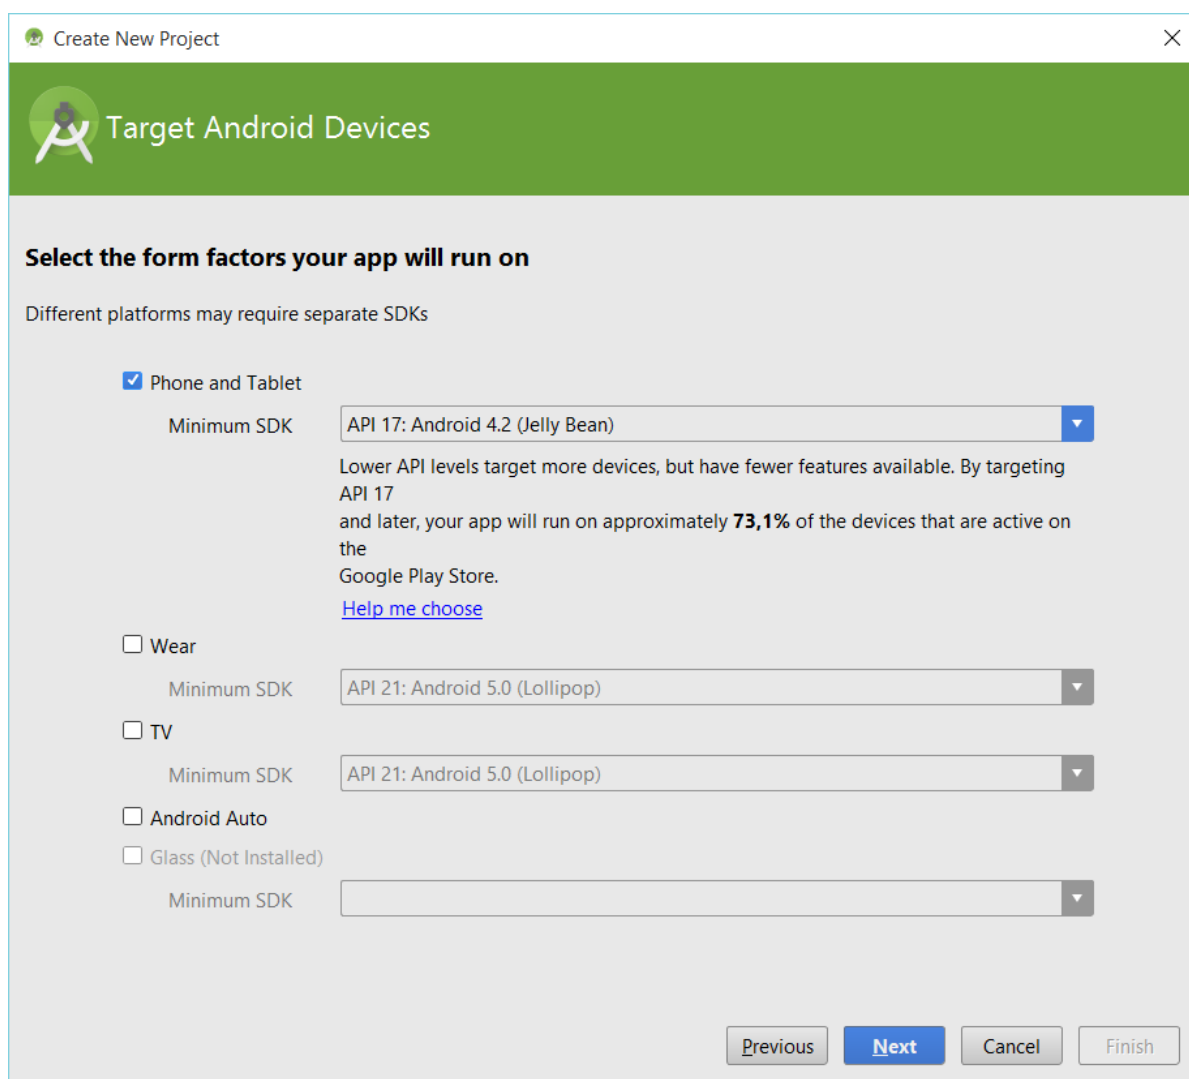 Create New Project
Target Android Devices
Select the form factors your app will run on
Different platforms may require separate SDKs
Phone and Tablet
Minimum SDK API 17: Android 4.2 (Jelly Bean)
Lower API levels target more devices, but have fewer features available. By targeting
API 17
and later, your app will run on approximately 73,1% of the devices that are active on
the
Google Play Store.
Help me choose
Wear
Minimum SDK API 21: Android 5.0 (Lollipop)
TV
Minimum SDK API 21: Android 5.0 (Lollipop)
Android Auto
Glass (Not Installed)
Minimum SDK
Previous Next Cancel Finish